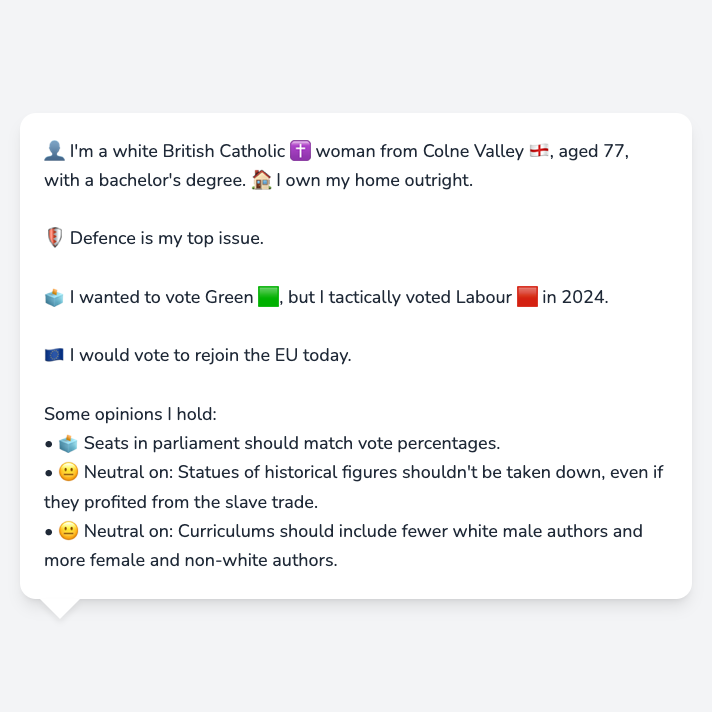 👤 I'm a white British Catholic ✝️ woman from Colne Valley 🏴󠁧󠁢󠁥󠁮󠁧󠁿, aged 77,
with a bachelor's degree. 🏠 I own my home outright.
🛡️ Defence is my top issue.
🗳️ I wanted to vote Green 🟩, but I tactically voted Labour 🟥 in 2024.
🇪🇺 I would vote to rejoin the EU today.
Some opinions I hold:
• 🗳️ Seats in parliament should match vote percentages.
• 😐 Neutral on: Statues of historical figures shouldn't be taken down, even if
they profited from the slave trade.
• 😐 Neutral on: Curriculums should include fewer white male authors and
more female and non-white authors.